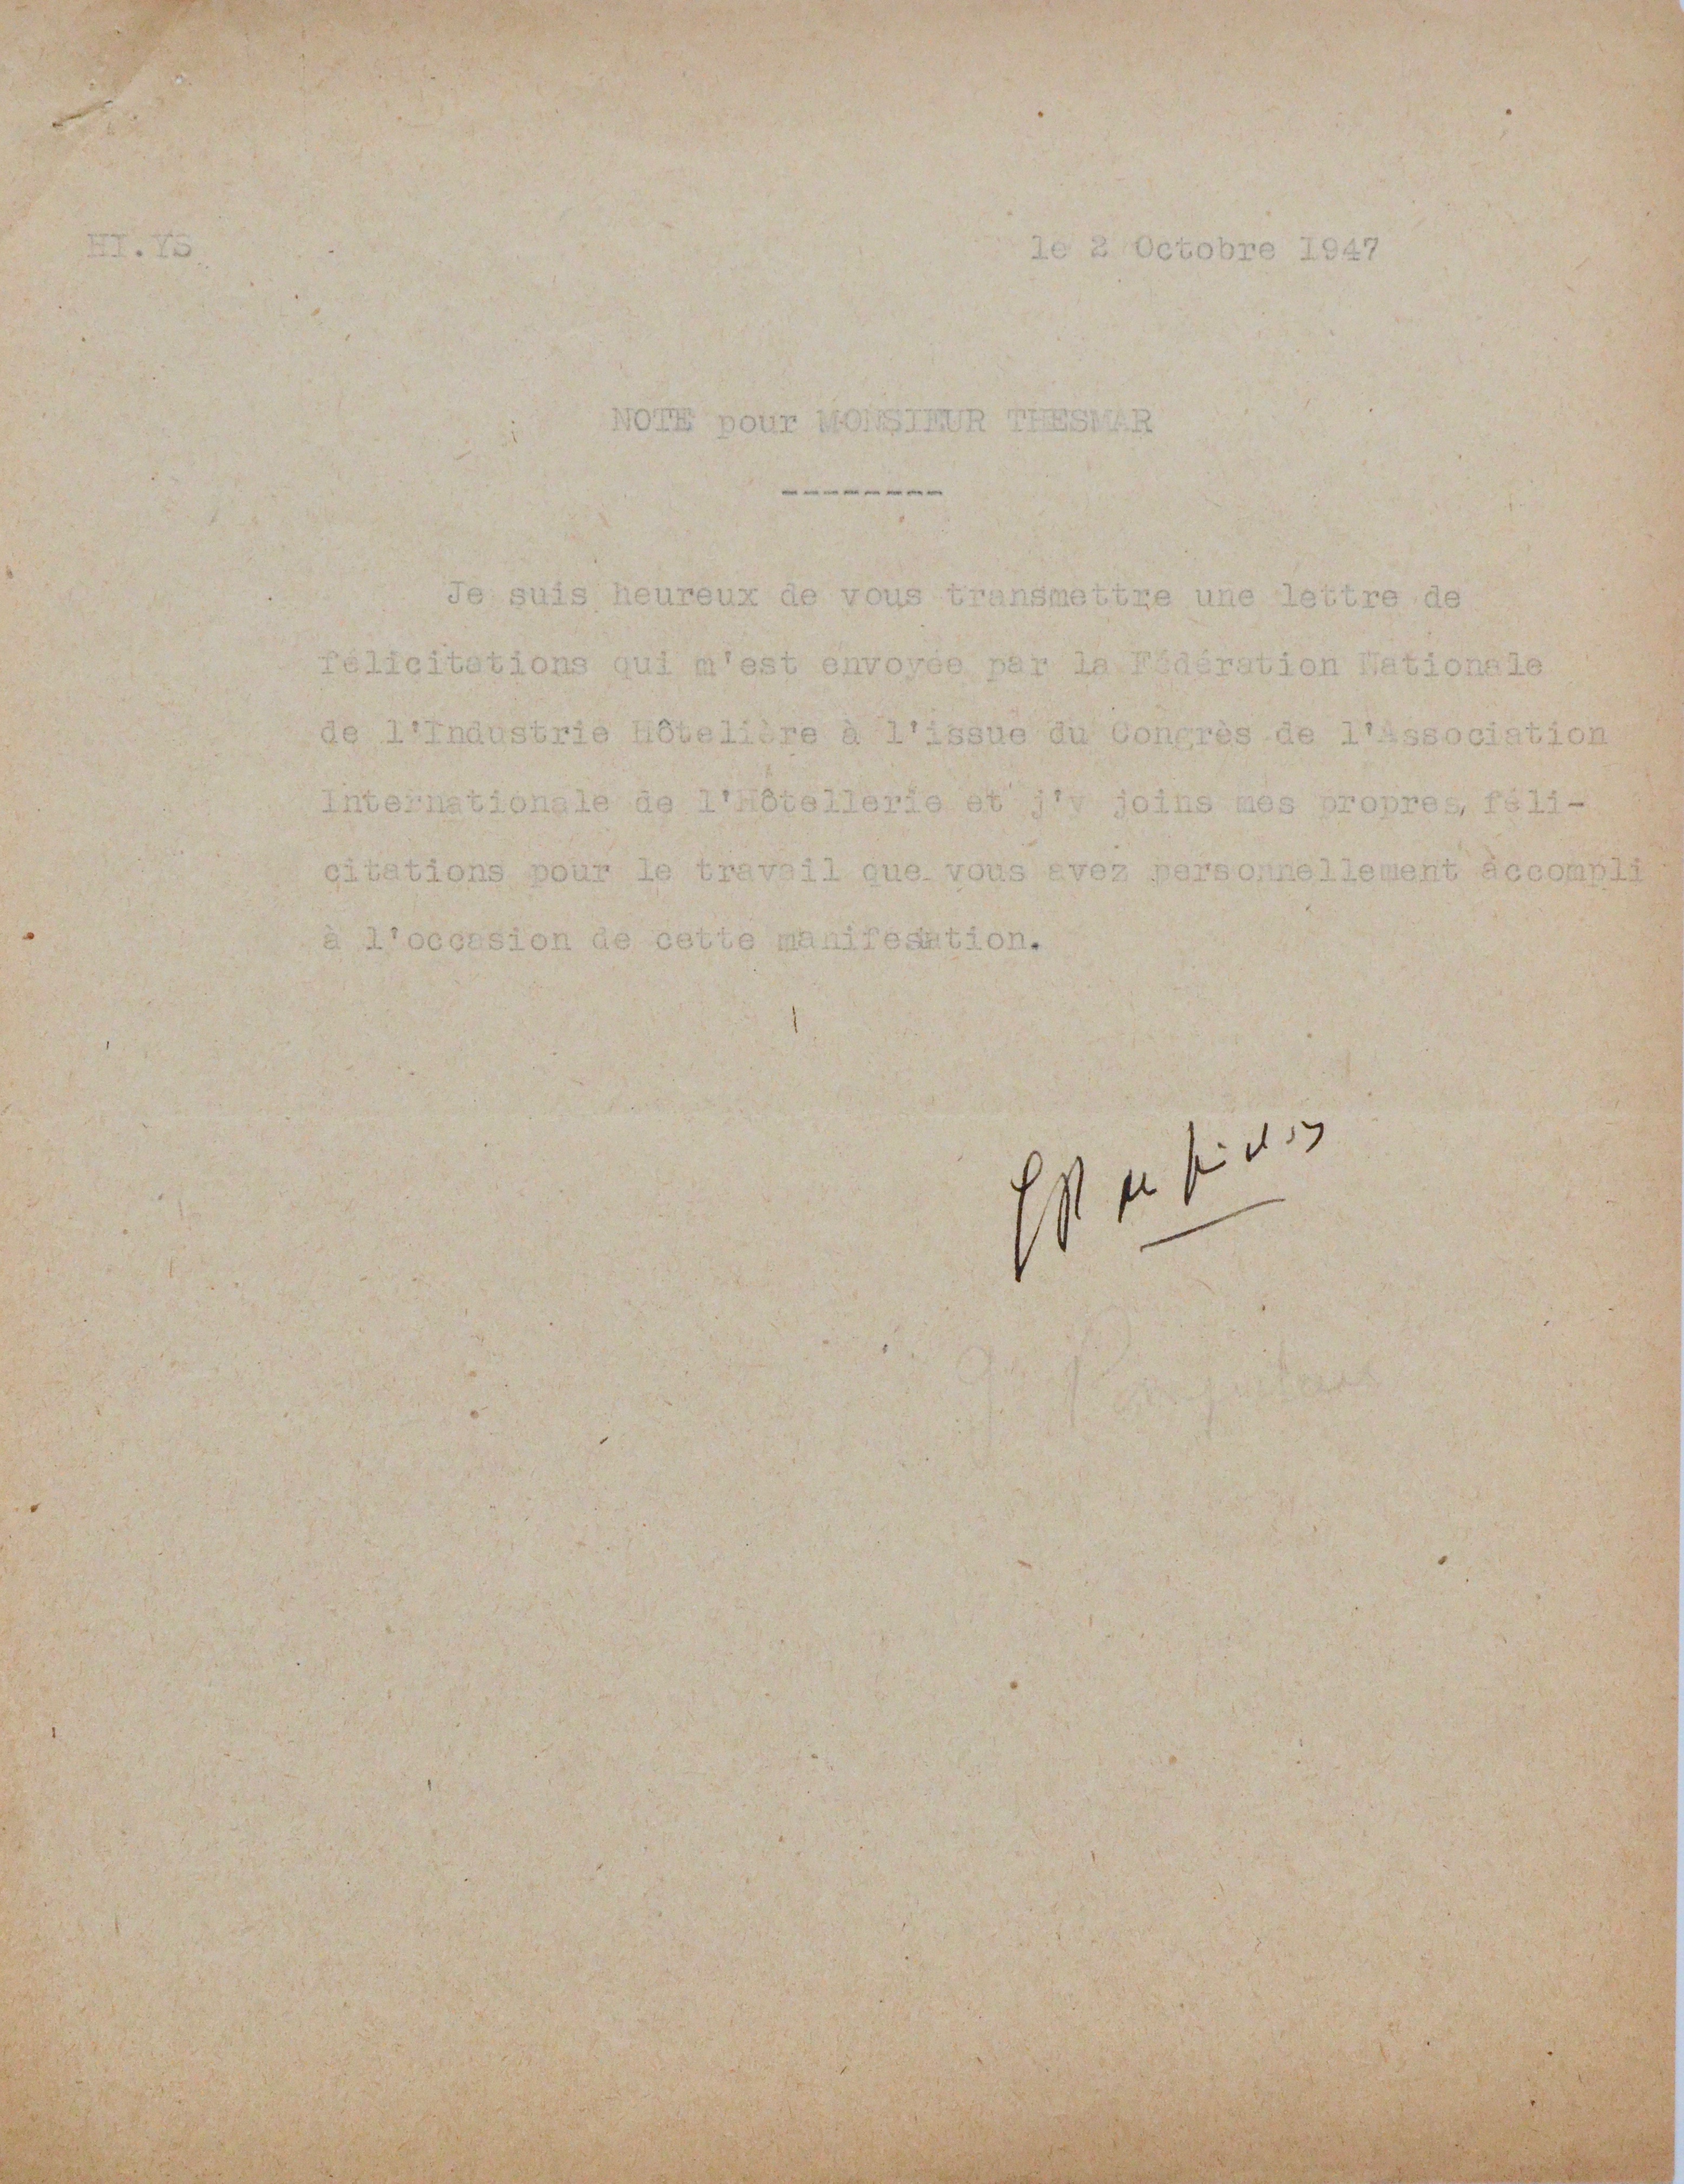 HI.YS
le 2 Octobre 1947
NOTE pour MONSIEUR THESMAR
---------
Je suis heureux de vous transmettre une lettre de
félicitations qui m'est envoyée par la Fédération Nationale
de l'Industrie Hôtelière à l'issue du Congrès de l'Association
Internationale de l'Hôtellerie et j'y joins mes propres féli-
citations pour le travail que vous avez personnellement accompli
à l'occasion de cette manifestation.